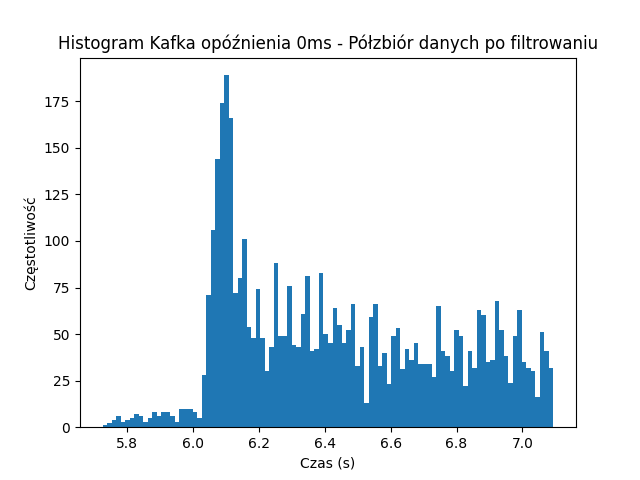 Histogram Kafka opóźnienia 0ms - Półzbiór danych po filtrowaniu
Częstotliwość
175
150
125
100
75
50
25
0
5.8 6.0 6.2 6.4 6.6 6.8 7.0
Czas (s)